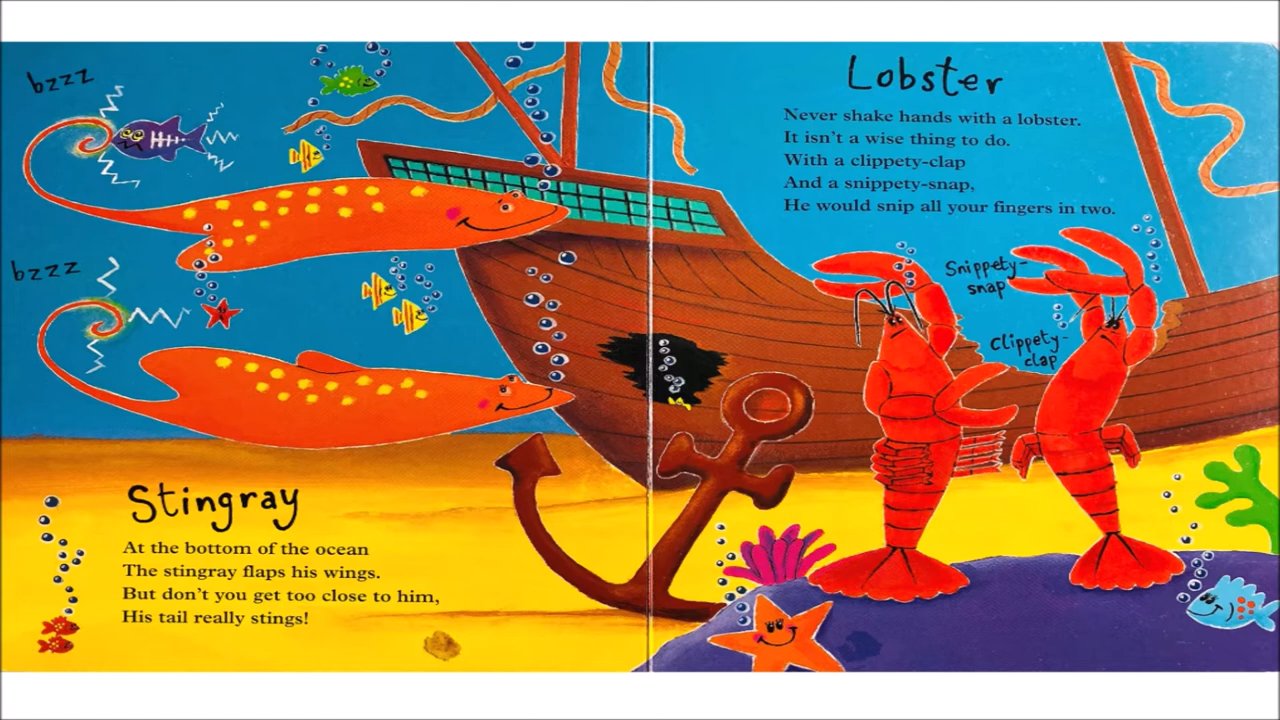 bzzz
bzzz
Stingray
At the bottom of the ocean
The stingray flaps his wings.
But don't you get too close to him,
His tail really stings!
Lobster
Never shake hands with a lobster.
It isn't a wise thing to do.
With a clippety-clap
And a snippety-snap,
He would snip all your fingers in two.
Snippety-
snap
Clippety-
clap